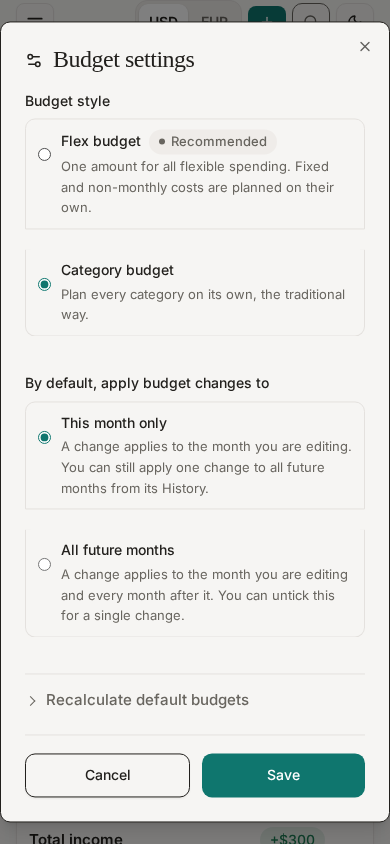 USD EUR
Budget settings
Budget style
Flex budget
Recommended
One amount for all flexible spending. Fixed
and non-monthly costs are planned on their
own.
Category budget
Plan every category on its own, the traditional
way.
By default, apply budget changes to
This month only
A change applies to the month you are editing.
You can still apply one change to all future
months from its History.
All future months
A change applies to the month you are editing
and every month after it. You can untick this
for a single change.
Recalculate default budgets
Cancel
Save
Total income
+$300